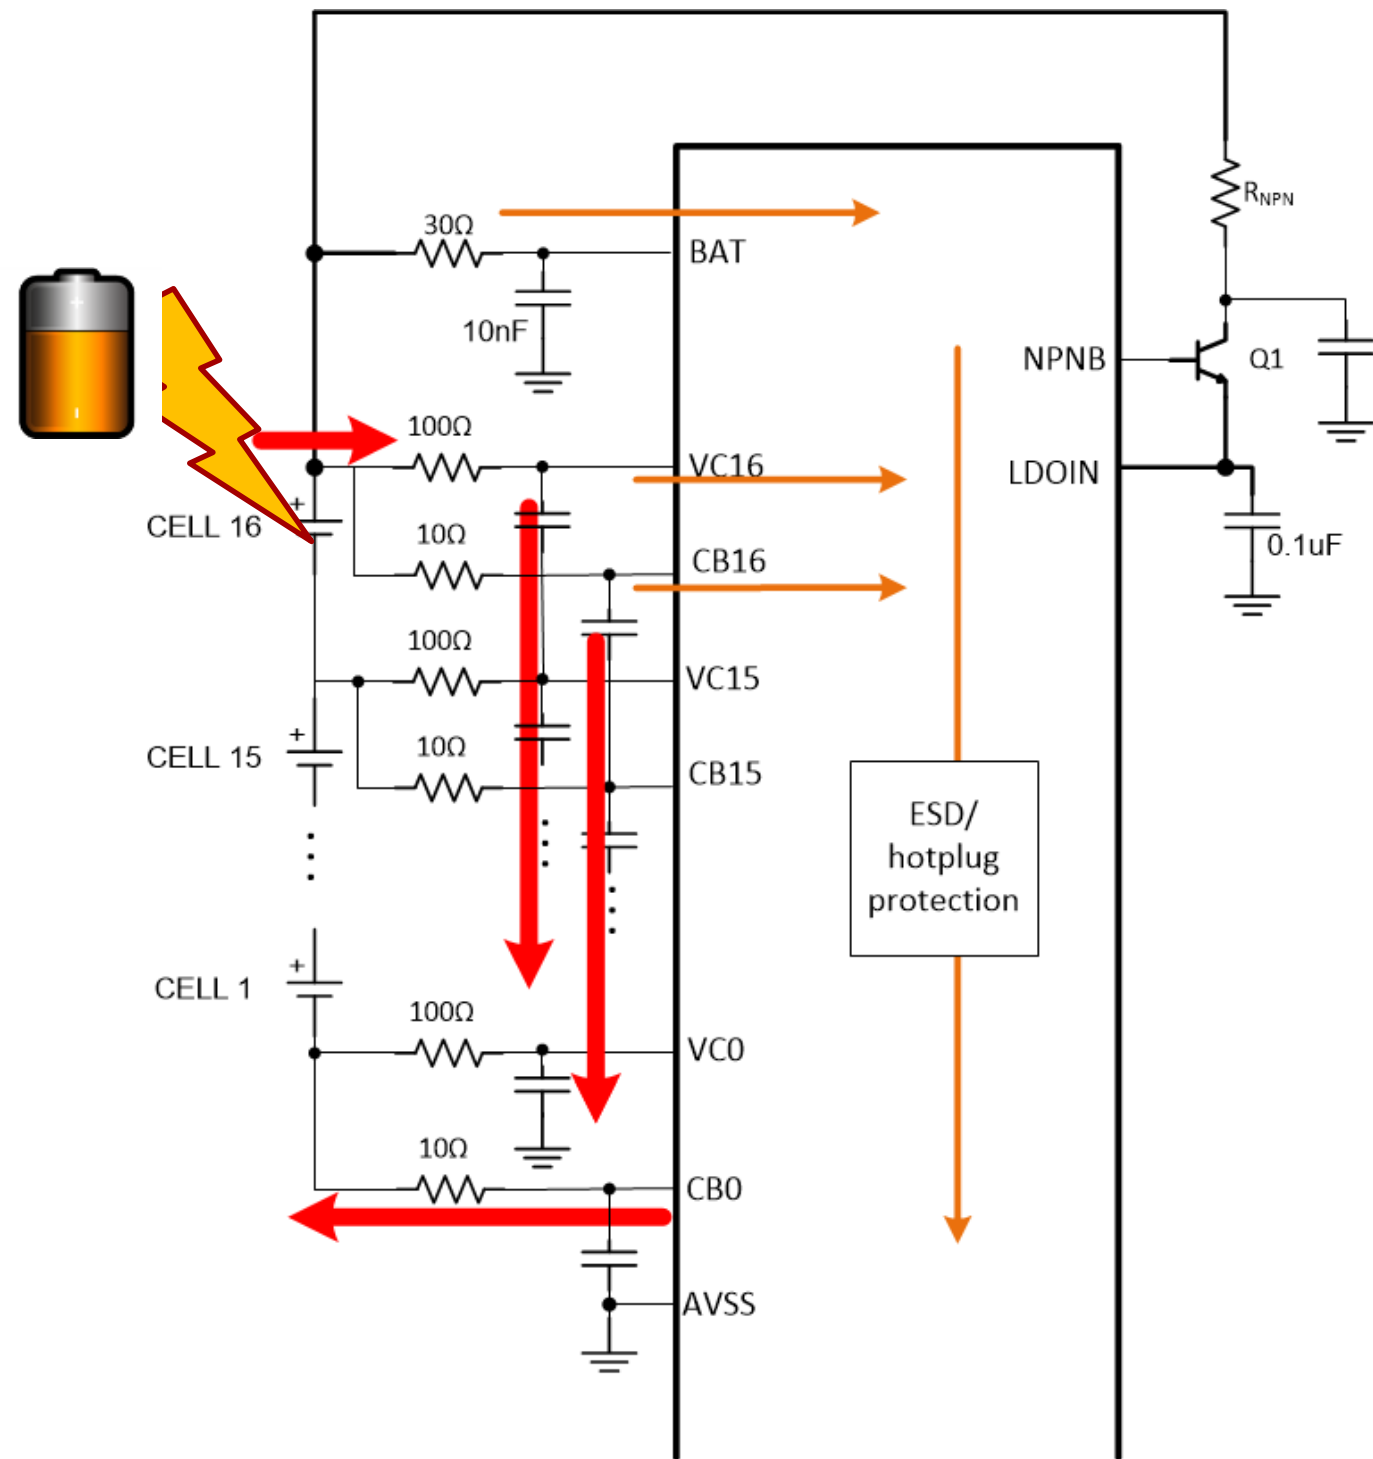 R_NPN
30Ω
BAT
10nF
NPNB
Q1
100Ω
VC16
LDOIN
+
CELL 16
10Ω
CB16
0.1uF
100Ω
VC15
+
CELL 15
10Ω
CB15
ESD/
hotplug
protection
+
CELL 1
100Ω
VC0
10Ω
CB0
AVSS